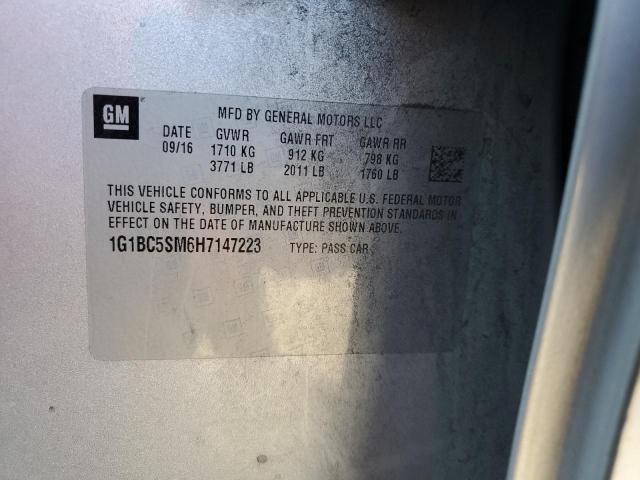 GM
MFD BY GENERAL MOTORS LLC
DATE GVWR GAWR FRT GAWR RR
09/16 1710 KG 912 KG 798 KG
3771 LB 2011 LB 1760 LB
THIS VEHICLE CONFORMS TO ALL APPLICABLE U.S. FEDERAL MOTOR
VEHICLE SAFETY, BUMPER, AND THEFT PREVENTION STANDARDS IN
EFFECT ON THE DATE OF MANUFACTURE SHOWN ABOVE.
1G1BC5SM6H7147223 TYPE: PASS CAR